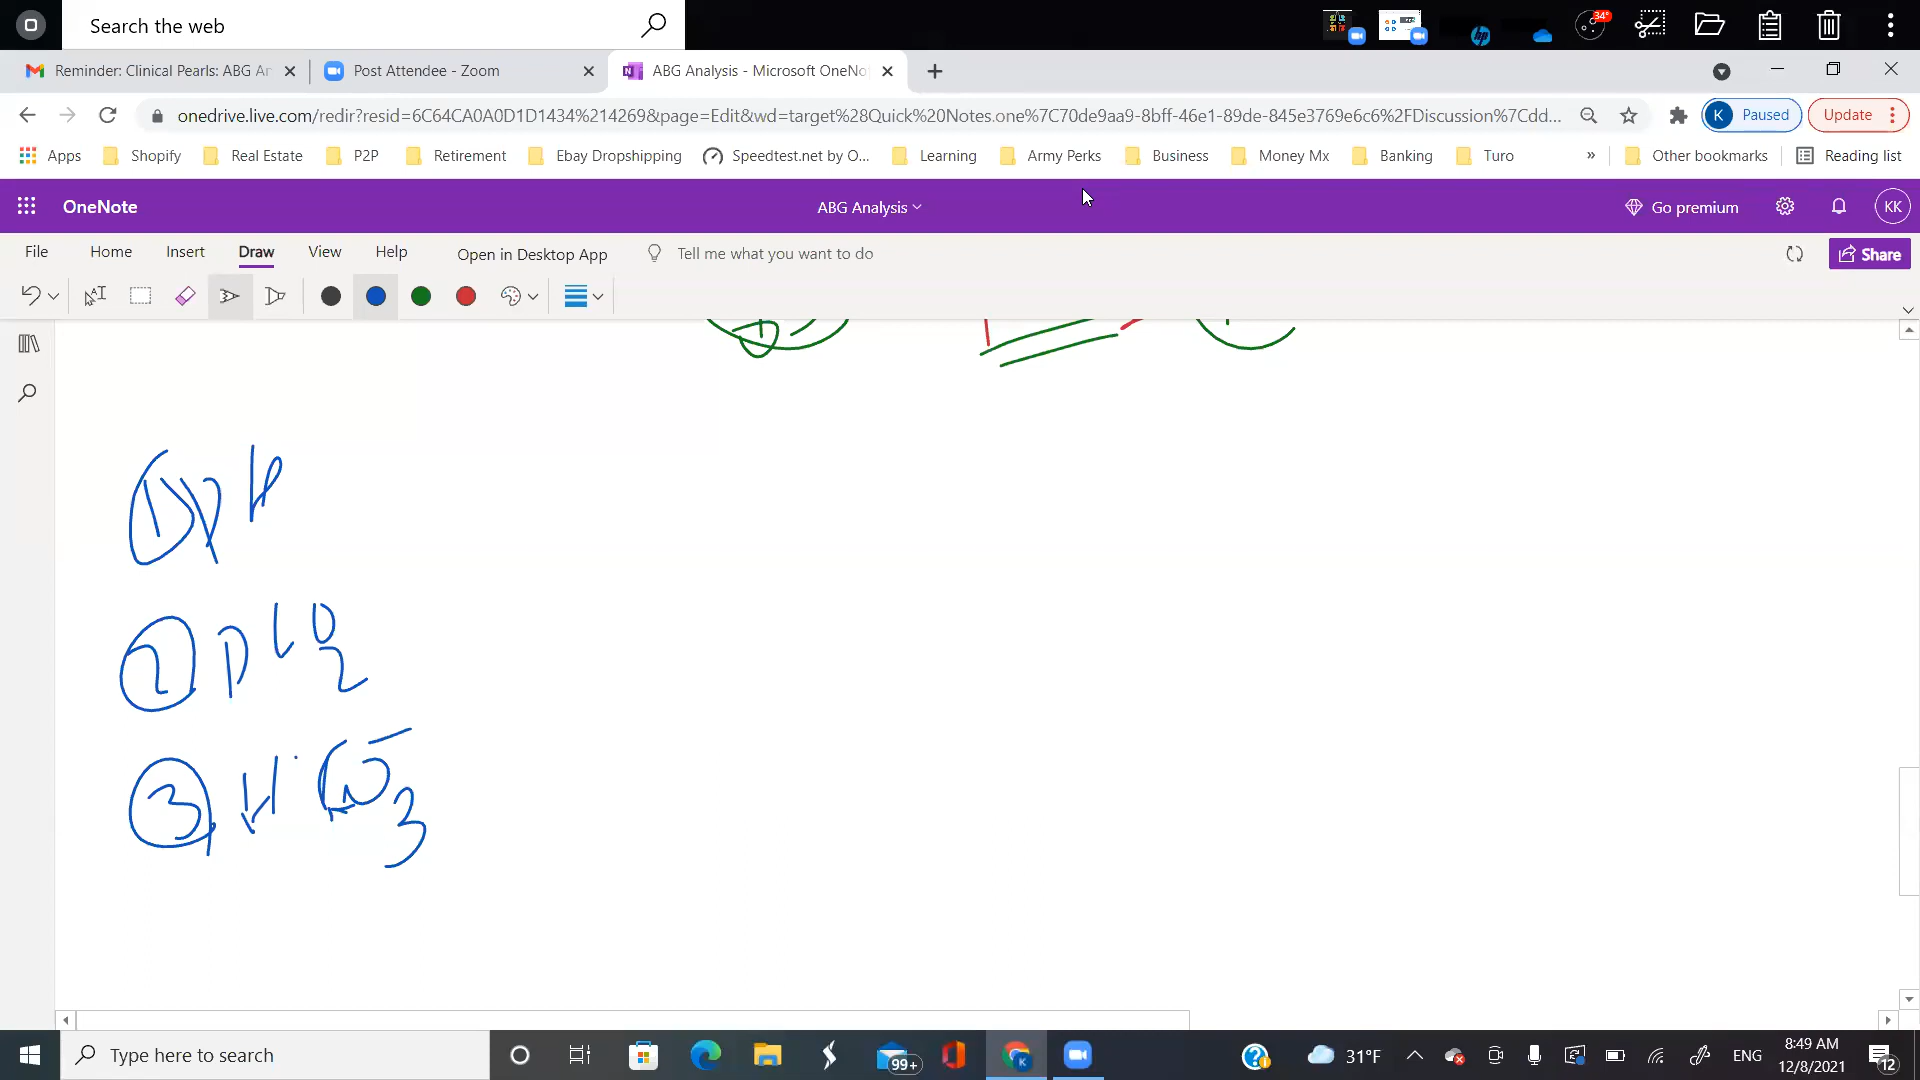 Search the web
34°
Reminder: Clinical Pearls: ABG An
Post Attendee - Zoom
ABG Analysis - Microsoft OneNo
onedrive.live.com/redir?resid=6C64CA0A0D1D1434%214269&page=Edit&wd=target%28Quick%20Notes.one%7C70de9aa9-8bff-46e1-89de-845e3769e6c6%2FDiscussion%7Cdd...
K Paused
Update
Apps Shopify Real Estate P2P Retirement Ebay Dropshipping Speedtest.net by O... Learning Army Perks Business Money Mx Banking Turo » Other bookmarks Reading list
OneNote
ABG Analysis
Go premium
KK
File Home Insert Draw View Help Open in Desktop App Tell me what you want to do
Share
1 pH
2 pCO2
3 HCO3-
Type here to search
99+
K
31°F
ENG
8:49 AM
12/8/2021
12